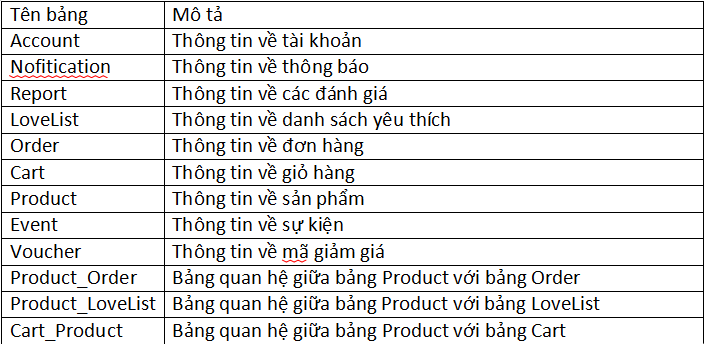 Tên bảng Mô tả
Account Thông tin về tài khoản
Nofitication Thông tin về thông báo
Report Thông tin về các đánh giá
LoveList Thông tin về danh sách yêu thích
Order Thông tin về đơn hàng
Cart Thông tin về giỏ hàng
Product Thông tin về sản phẩm
Event Thông tin về sự kiện
Voucher Thông tin về mã giảm giá
Product_Order Bảng quan hệ giữa bảng Product với bảng Order
Product_LoveList Bảng quan hệ giữa bảng Product với bảng LoveList
Cart_Product Bảng quan hệ giữa bảng Product với bảng Cart